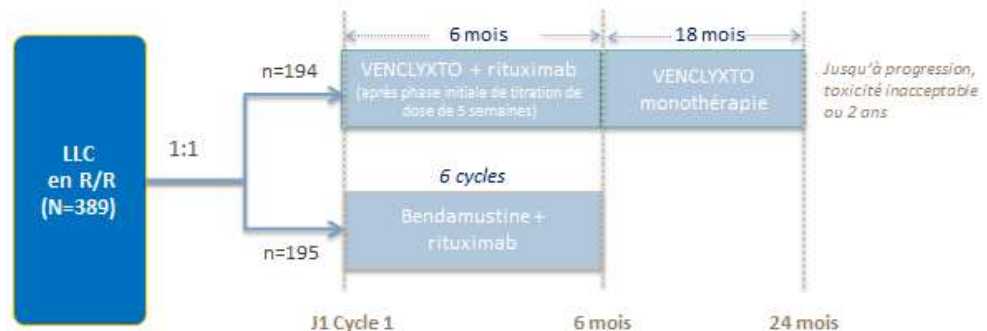 LLC
en R/R
(N=389)
1:1
n=194
n=195
6 mois
18 mois
VENCLYXTO + rituximab
(après phase initiale de titration de
dose de 5 semaines)
VENCLYXTO
monothérapie
Jusqu'à progression,
toxicité inacceptable
ou 2 ans
6 cycles
Bendamustine +
rituximab
J1 Cycle 1
6 mois
24 mois